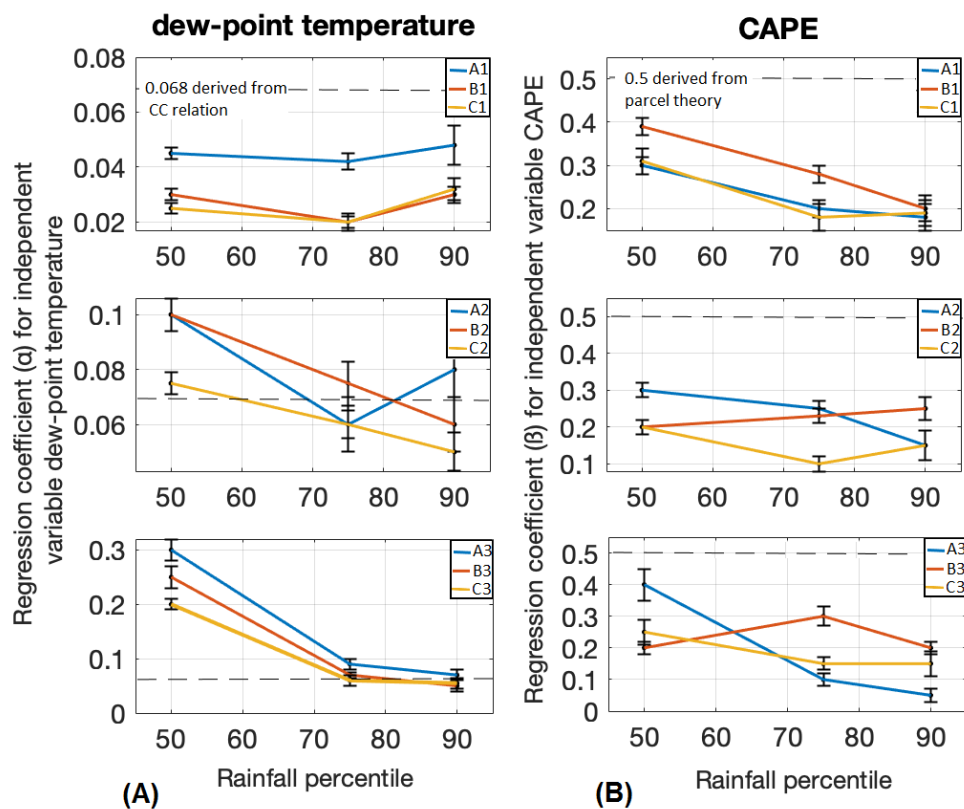 dew-point temperature
CAPE
Regression coefficient (α) for independent
variable dew-point temperature
0.08
0.06
0.04
0.02
0.068 derived from
CC relation
A1
B1
C1
50 60 70 80 90
0.1
0.08
0.06
A2
B2
C2
50 60 70 80 90
0.3
0.2
0.1
0
A3
B3
C3
50 60 70 80 90
Rainfall percentile
(A)
Regression coefficient (ß) for independent variable CAPE
0.5
0.4
0.3
0.2
0.5 derived from
parcel theory
A1
B1
C1
50 60 70 80 90
0.5
0.4
0.3
0.2
0.1
A2
B2
C2
50 60 70 80 90
0.5
0.4
0.3
0.2
0.1
0
A3
B3
C3
50 60 70 80 90
Rainfall percentile
(B)